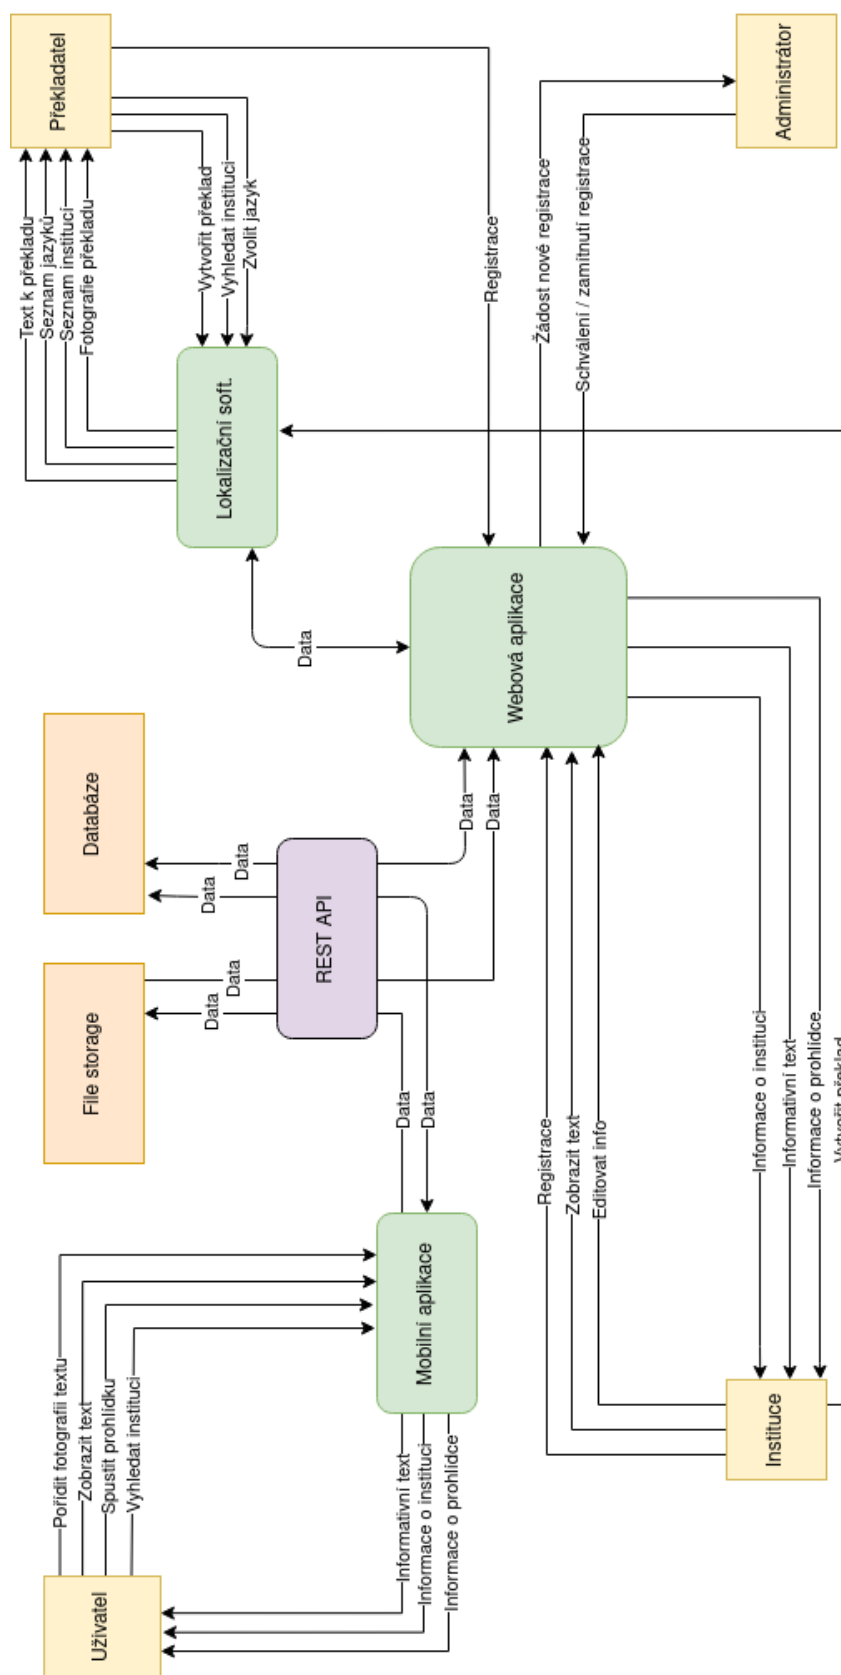 Překladatel
Administrátor
Text k překladu
Seznam jazyků
Seznam institucí
Fotografie překladu
Vytvořit překlad
Vyhledat instituci
Zvolit jazyk
Registrace
Žádost nové registrace
Schválení / zamítnutí registrace
Lokalizační soft.
Data
Webová aplikace
Databáze
File storage
REST API
Data
Data
Data
Data
Data
Data
Data
Data
Mobilní aplikace
Pořídit fotografii textu
Zobrazit text
Spustit prohlídku
Vyhledat instituci
Uživatel
Informativní text
Informace o instituci
Informace o prohlídce
Registrace
Zobrazit text
Editovat info
Informace o instituci
Informativní text
Informace o prohlídce
Vytvořit překlad
Instituce